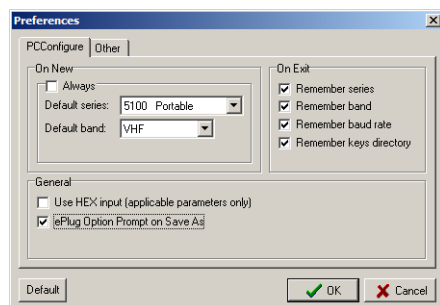 Preferences
PCConfigure
Other
On New
Always
Default series: 5100 Portable
Default band: VHF
On Exit
Remember series
Remember band
Remember baud rate
Remember keys directory
General
Use HEX input (applicable parameters only)
ePlug Option Prompt on Save As
Default
OK
Cancel